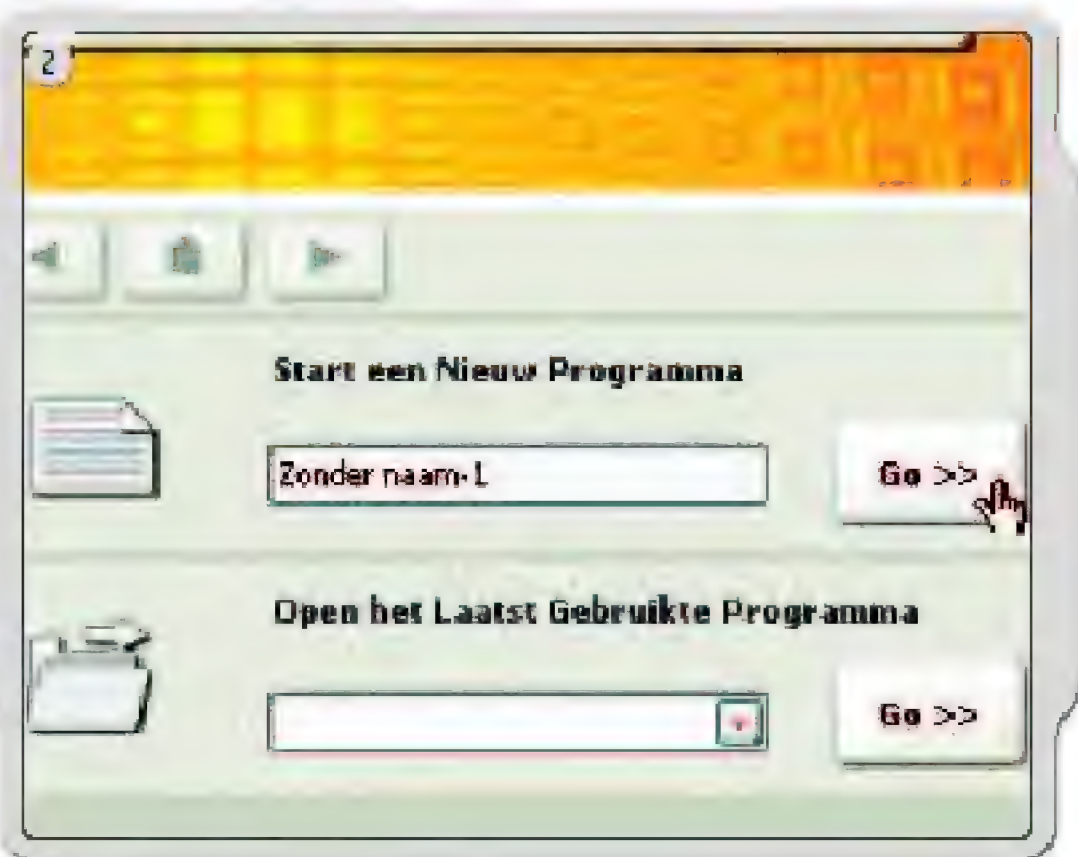 2
Start een Nieuw Programma
Zonder naam-1
Go >>
Open het Laatst Gebruikte Programma
Go >>